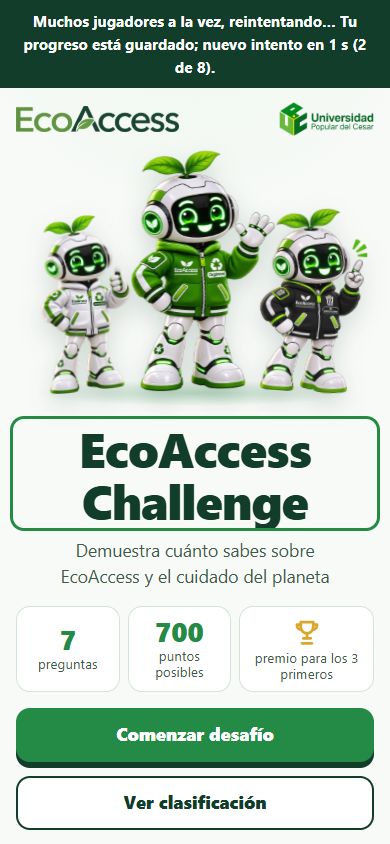 Muchos jugadores a la vez, reintentando... Tu
progreso está guardado; nuevo intento en 1 s (2
de 8).
EcoAccess
Universidad
Popular del Cesar
EcoAccess
Challenge
Demuestra cuánto sabes sobre
EcoAccess y el cuidado del planeta
7
preguntas
700
puntos
posibles
premio para los 3
primeros
Comenzar desafío
Ver clasificación